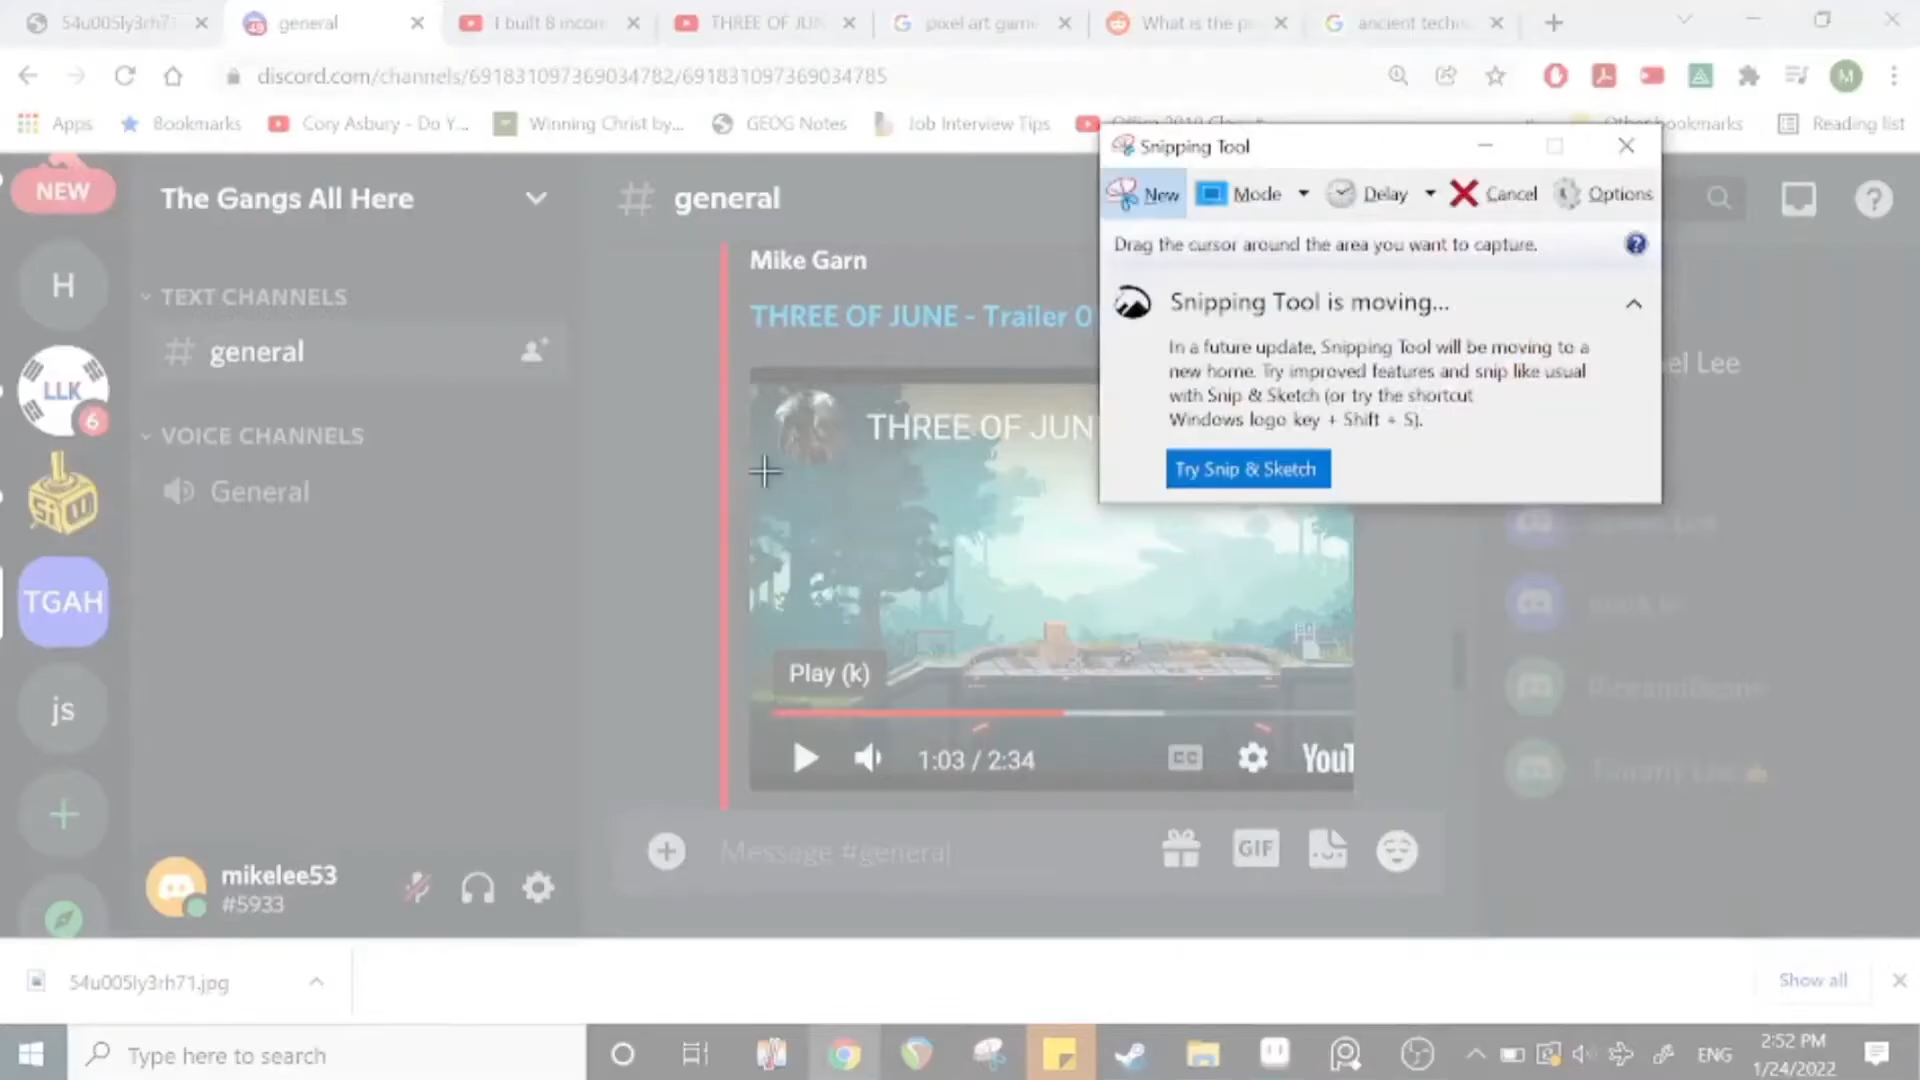 54u005ly3rh7
general
I built 8 incon
THREE OF JUN
pixel art gam
What is the p
ancient techn
discord.com/channels/691831097369034782/691831097369034785
M
Apps
Bookmarks
Cory Asbury - Do Y...
Winning Christ by...
GEOG Notes
Job Interview Tips
Other bookmarks
Reading list
Snipping Tool
New
Mode
Delay
Cancel
Options
Drag the cursor around the area you want to capture.
Snipping Tool is moving...
In a future update, Snipping Tool will be moving to a
new home. Try improved features and snip like usual
with Snip & Sketch (or try the shortcut
Windows logo key + Shift + S).
Try Snip & Sketch
NEW
H
LLK
6
TGAH
js
The Gangs All Here
TEXT CHANNELS
general
VOICE CHANNELS
General
mikelee53
#5933
# general
Mike Garn
THREE OF JUNE - Trailer 0
THREE OF JUN
Play (k)
1:03 / 2:34
CC
YouT
Message #general
GIF
el Lee
54u005ly3rh71.jpg
Show all
Type here to search
ENG
2:52 PM
1/24/2022